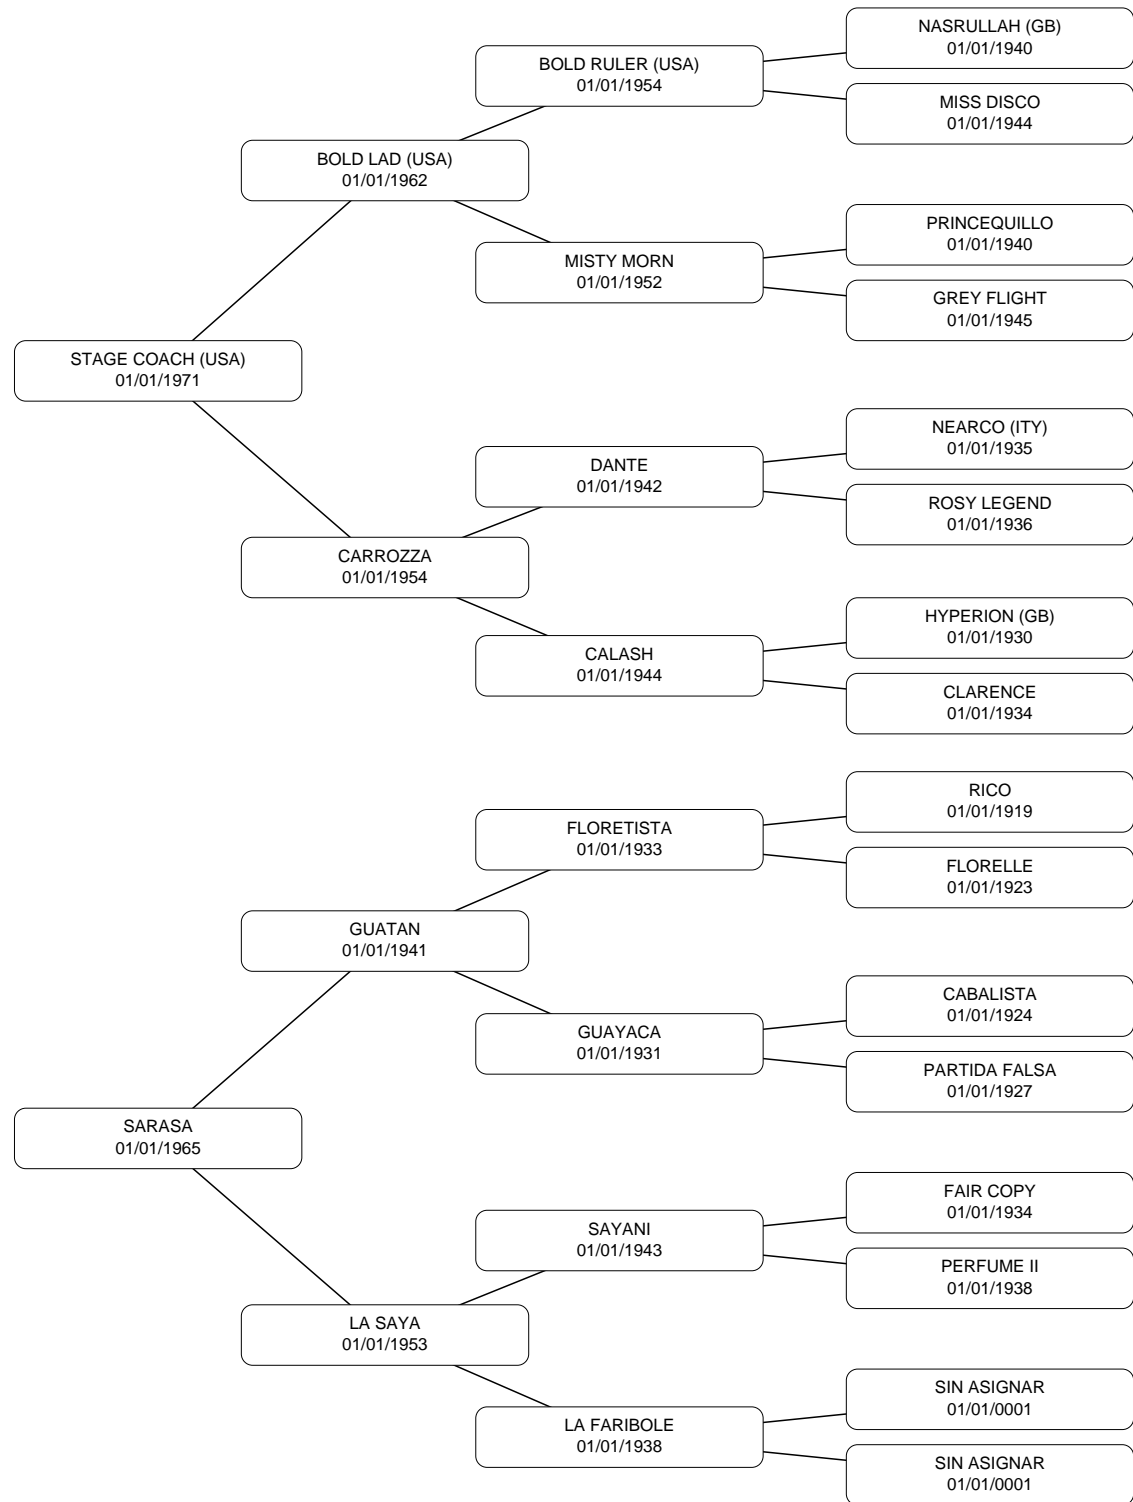 NASRULLAH (GB)
01/01/1940
BOLD RULER (USA)
01/01/1954
MISS DISCO
01/01/1944
BOLD LAD (USA)
01/01/1962
PRINCEQUILLO
01/01/1940
MISTY MORN
01/01/1952
GREY FLIGHT
01/01/1945
STAGE COACH (USA)
01/01/1971
NEARCO (ITY)
01/01/1935
DANTE
01/01/1942
ROSY LEGEND
01/01/1936
CARROZZA
01/01/1954
HYPERION (GB)
01/01/1930
CALASH
01/01/1944
CLARENCE
01/01/1934
RICO
01/01/1919
FLORETISTA
01/01/1933
FLORELLE
01/01/1923
GUATAN
01/01/1941
CABALISTA
01/01/1924
GUAYACA
01/01/1931
PARTIDA FALSA
01/01/1927
SARASA
01/01/1965
FAIR COPY
01/01/1934
SAYANI
01/01/1943
PERFUME II
01/01/1938
LA SAYA
01/01/1953
SIN ASIGNAR
01/01/0001
LA FARIBOLE
01/01/1938
SIN ASIGNAR
01/01/0001